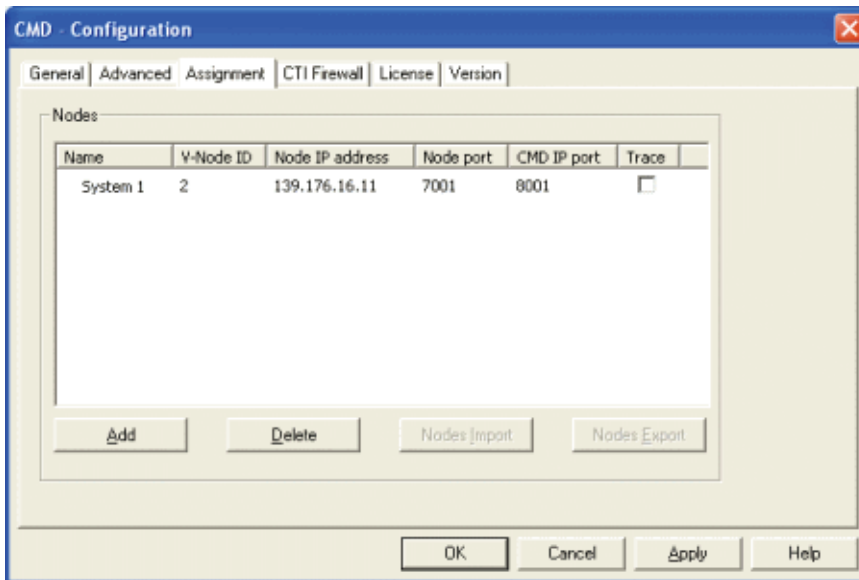 CMD - Configuration
General Advanced Assignment CTI Firewall License Version
Nodes
Name V-Node ID Node IP address Node port CMD IP port Trace
System 1 2 139.176.16.11 7001 8001
Add Delete Nodes Import Nodes Export
OK Cancel Apply Help